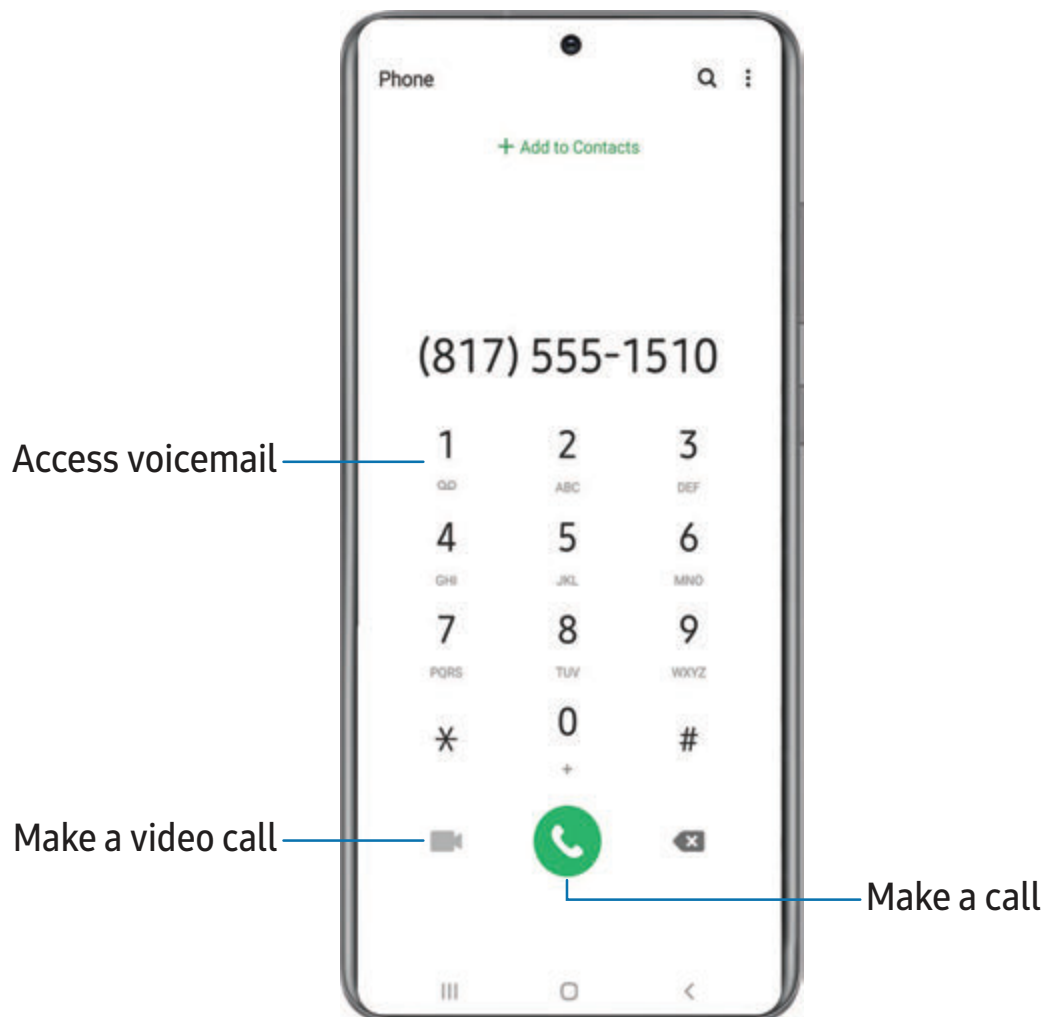 Phone
+ Add to Contacts
(817) 555-1510
Access voicemail
1 2 3
ABC DEF
4 5 6
GHI JKL MNO
7 8 9
PQRS TUV WXYZ
* 0 #
+
Make a video call
Make a call